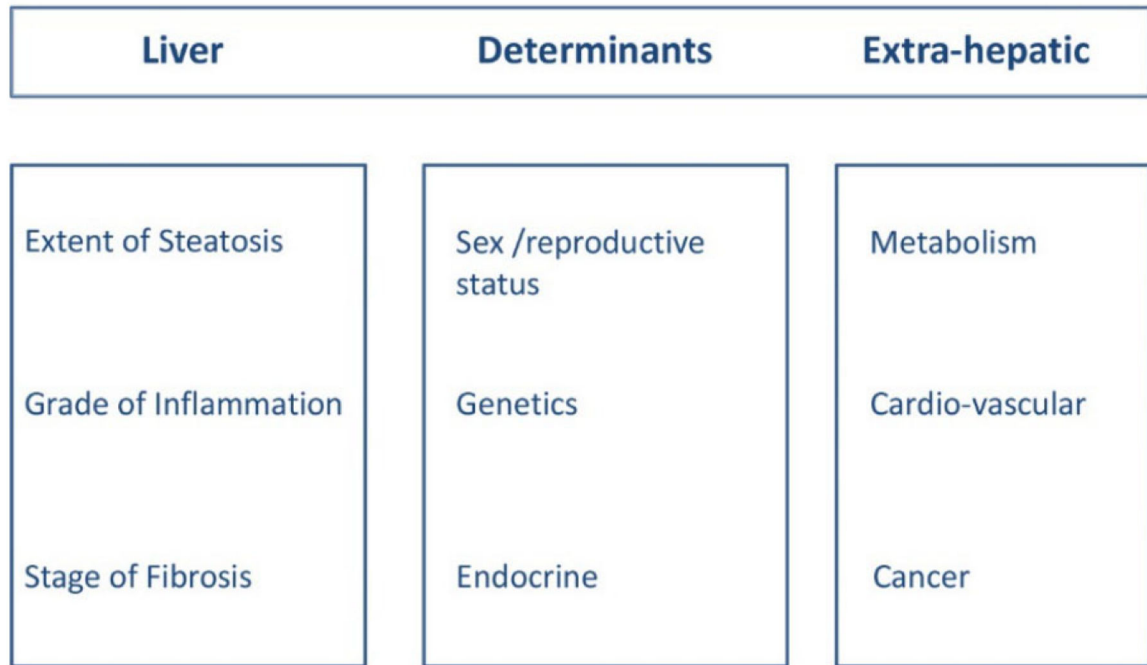 Liver Determinants Extra-hepatic
Extent of Steatosis
Grade of Inflammation
Stage of Fibrosis
Sex /reproductive
status
Genetics
Endocrine
Metabolism
Cardio-vascular
Cancer